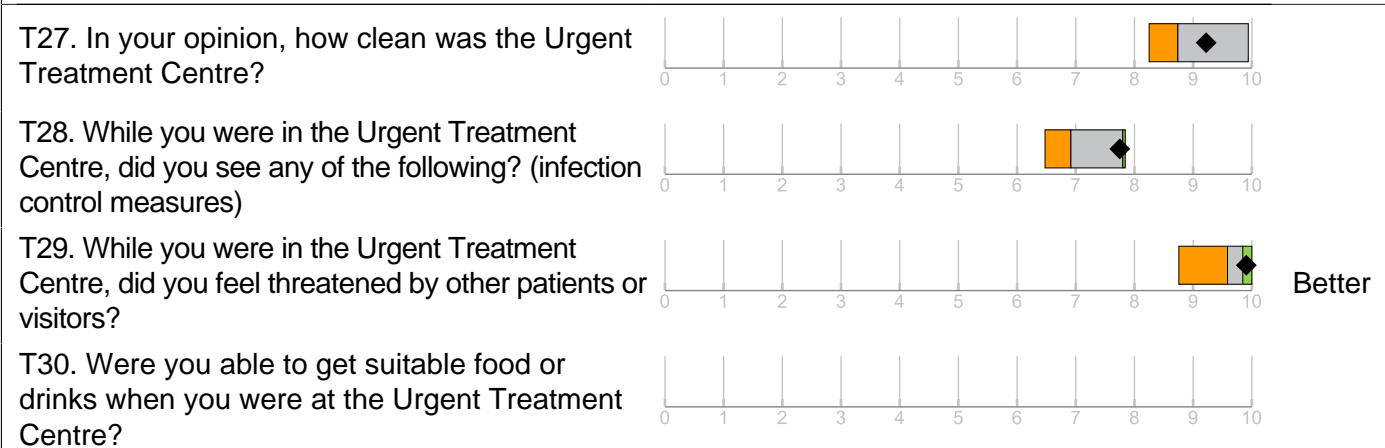 T27. In your opinion, how clean was the Urgent
Treatment Centre?
0 1 2 3 4 5 6 7 8 9 10
T28. While you were in the Urgent Treatment
Centre, did you see any of the following? (infection
control measures)
0 1 2 3 4 5 6 7 8 9 10
T29. While you were in the Urgent Treatment
Centre, did you feel threatened by other patients or
visitors?
0 1 2 3 4 5 6 7 8 9 10
Better
T30. Were you able to get suitable food or
drinks when you were at the Urgent Treatment
Centre?
0 1 2 3 4 5 6 7 8 9 10